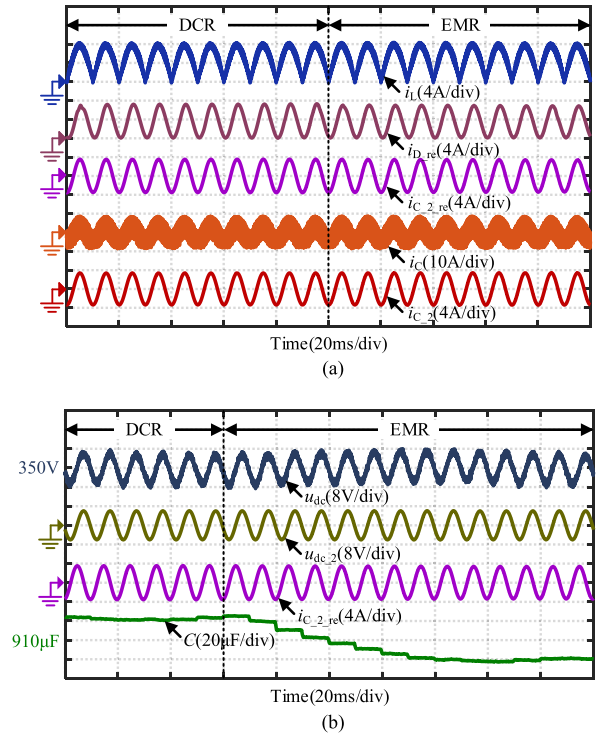 DCR EMR
i_L(4A/div)
i_D_re(4A/div)
i_C_2_re(4A/div)
i_C(10A/div)
i_C_2(4A/div)
Time(20ms/div)
(a)
DCR EMR
350V
u_dc(8V/div)
u_dc_2(8V/div)
i_C_2_re(4A/div)
C(20μF/div)
910μF
Time(20ms/div)
(b)